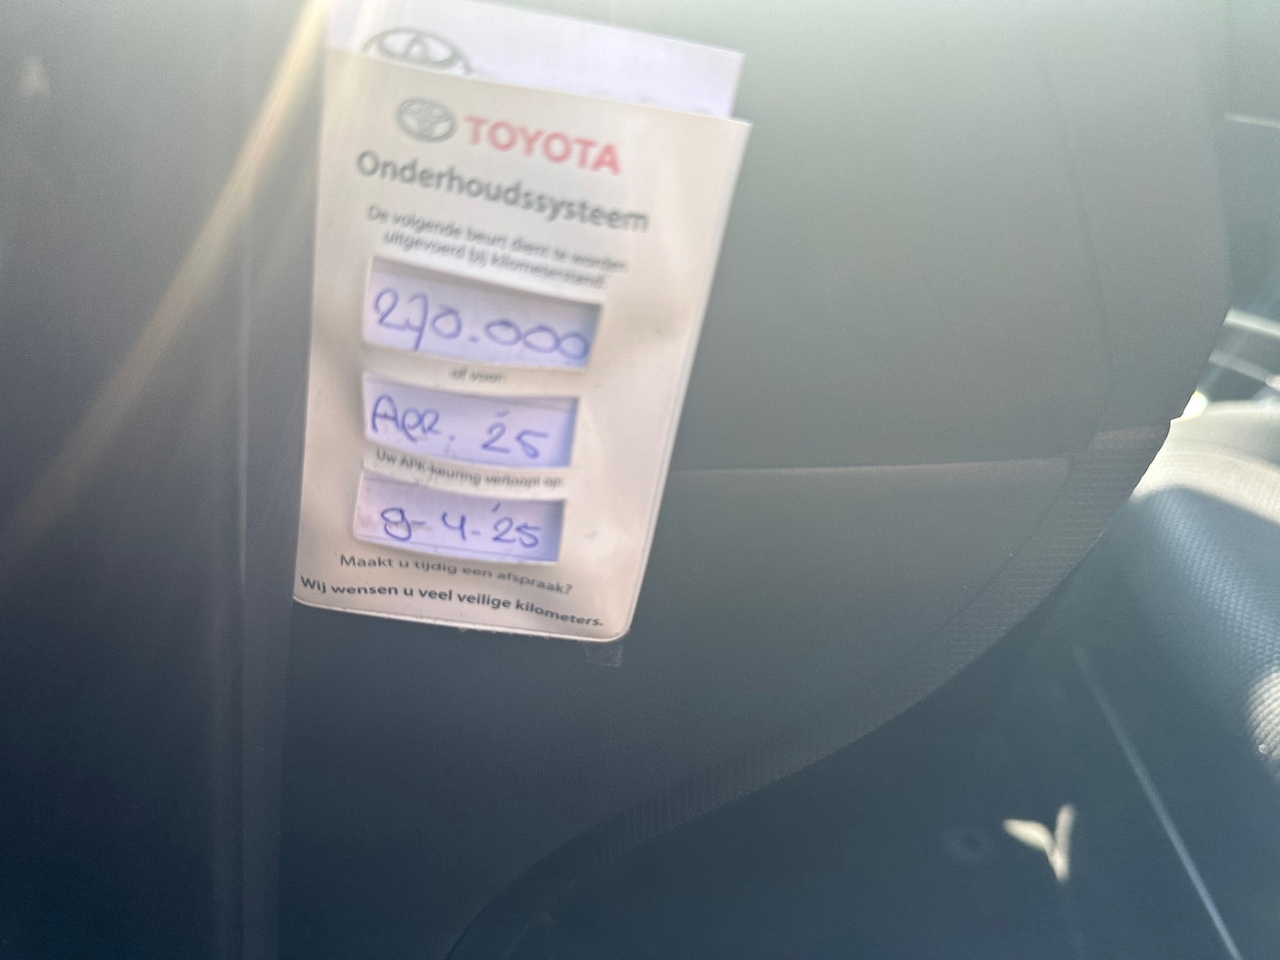 TOYOTA
Onderhoudssysteem
De volgende beurt dient te worden
uitgevoerd bij kilometerstand:
270.000
of voor:
Apr. '25
Uw APK-keuring verloopt op:
9-4-'25
Maakt u tijdig een afspraak?
Wij wensen u veel veilige kilometers.